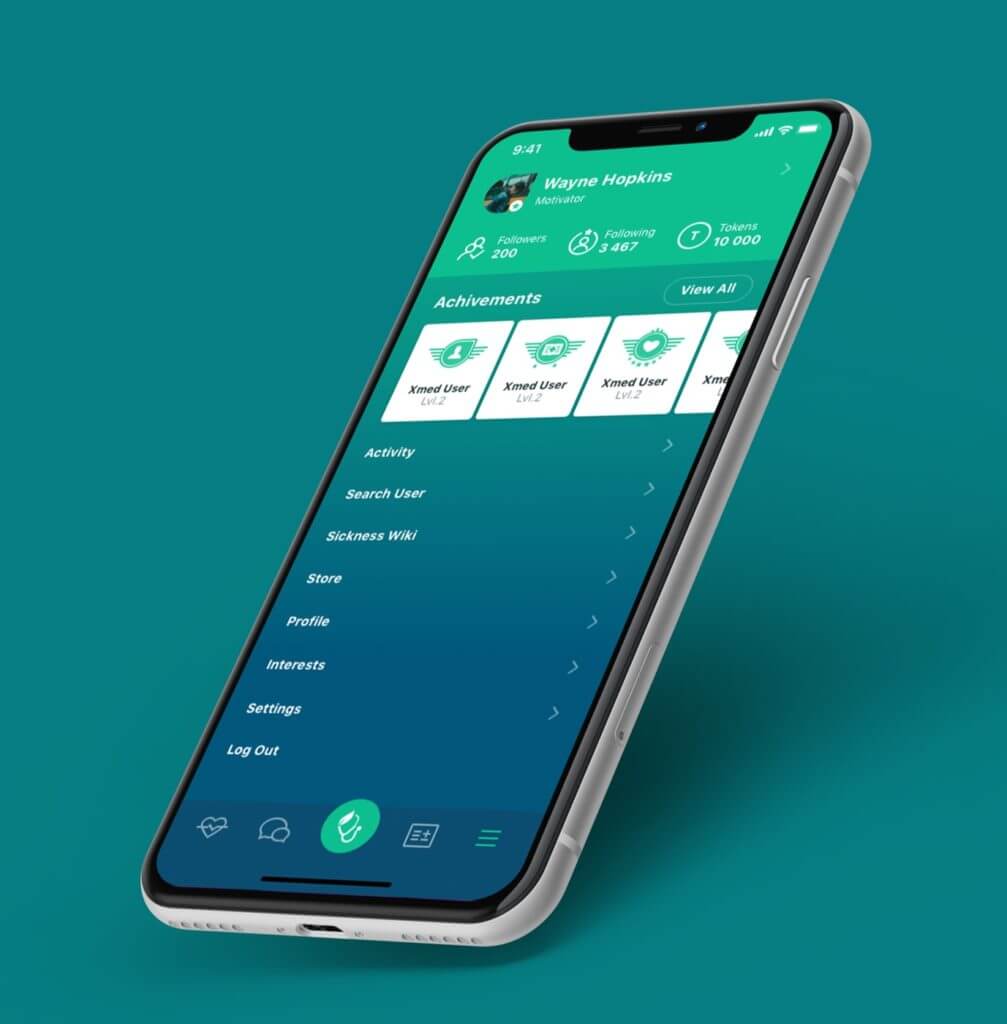 9:41
Wayne Hopkins
Motivator
Followers
200
Following
3 467
T
Tokens
10 000
Achivements
View All
Xmed User
Lvl.2
Xmed User
Lvl.2
Xmed User
Lvl.2
Activity
Search User
Sickness Wiki
Store
Profile
Interests
Settings
Log Out